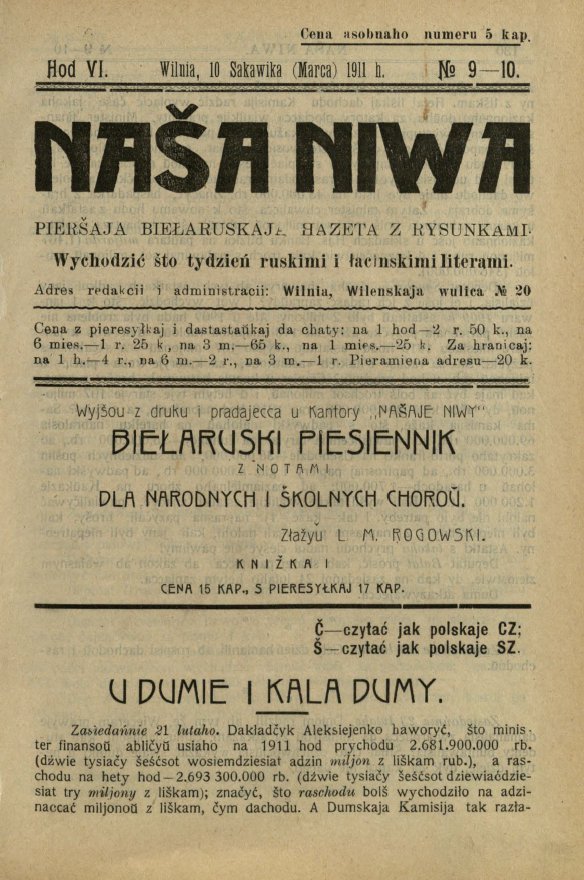 Cena asobnaho numeru 5 kap.
Hod VI. Wilnia, 10 Sakawika (Marca) 1911 h. № 9—10.
NAŠA NIWA
PIERŠAJA BIEŁARUSKAJA HAZETA Z RYSUNKAMI.
Wychodzić što tydzień ruskimi i łacinskimi literami.
Adres redakcii i administracii: Wilnia, Wilenskaja wulica № 20
Cena z pieresyłkaj i dastastaŭkaj da chaty: na 1 hod—2 r. 50 k., na
6 mies.—1 r. 25 k., na 3 m.—65 k., na 1 mies.—25 k. Za hranicaj:
na 1 h.—4 r., na 6 m.—2 r., na 3 m.—1 r. Pieramiena adresu—20 k.
Wyjšou z druku i pradajecca u Kantory „NAŠAJE NIWY"
BIEŁARUSKI PIESIENNIK
Z NOTAMI
DLA NARODNYCH I ŠKOLNYCH CHOROŬ.
Złažyŭ L. M. ROGOWSKI.
KNIŽKA I
CENA 15 KAP., S PIERESYŁKAJ 17 KAP.
Č—czytać jak polskaje CZ;
Š—czytać jak polskaje SZ.
U DUMIE I KALA DUMY.
Zasiedańnie 21 lutaho. Dakładčyk Aleksiejenko haworyć, što minis-
ter finansoŭ abličyŭ usiaho na 1911 hod prychodu 2.681.900.000 rb.
(dźwie tysiačy šeśćsot wosiemdziesiat adzin miljon z liškam rub.), a ras-
chodu na hety hod—2.693 300.000 rb. (dźwie tysiačy šeśćsot dziewiaćdzie-
siat try miljony z liškam); značyć, što raschodu bolš wychodziło na adzi-
naccać miljonoŭ z liškam, čym dachodu. A Dumskaja Kamisija tak razła-